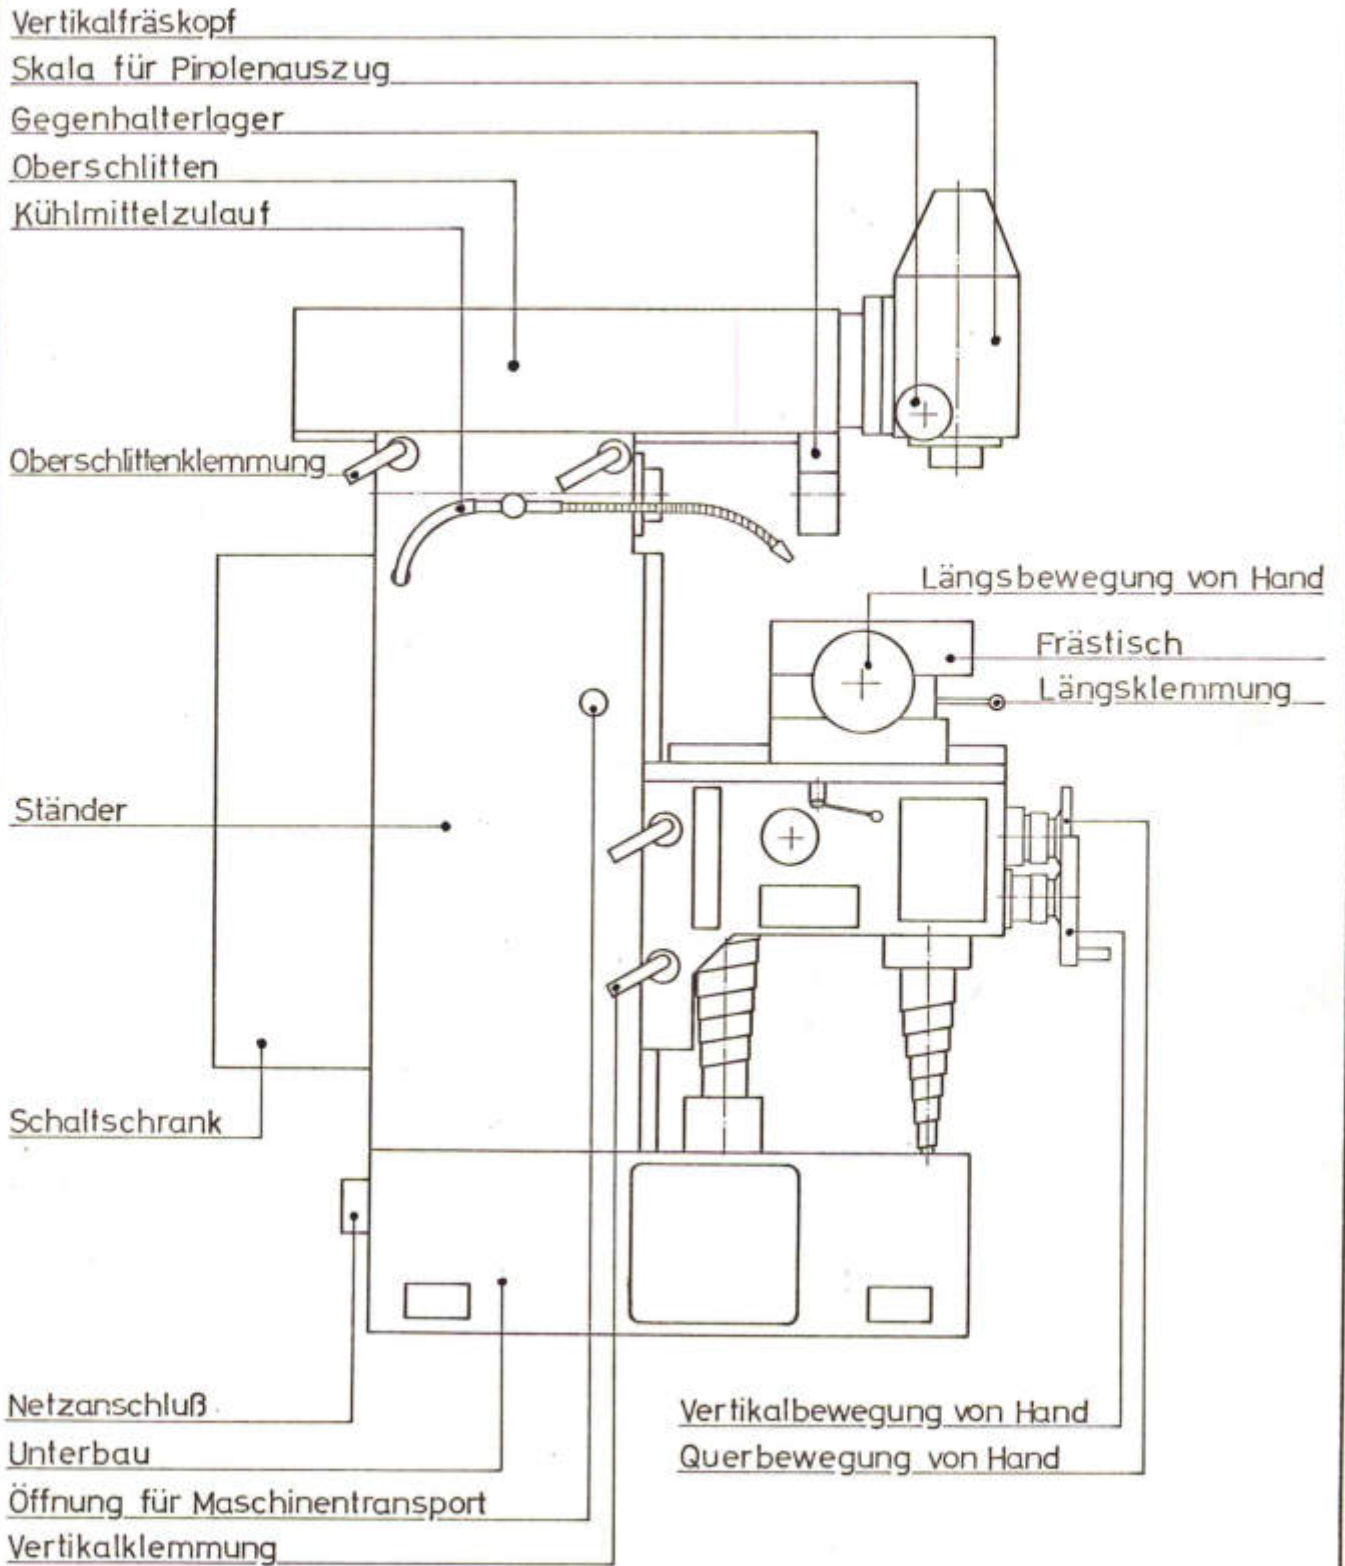 Vertikalfräskopf
Skala für Pinolenauszug
Gegenhalterlager
Oberschlitten
Kühlmittelzulauf
Oberschlittenklemmung
Längsbewegung von Hand
Frästisch
Längsklemmung
Ständer
Schaltschrank
Netzanschluß
Unterbau
Öffnung für Maschinentransport
Vertikalklemmung
Vertikalbewegung von Hand
Querbewegung von Hand